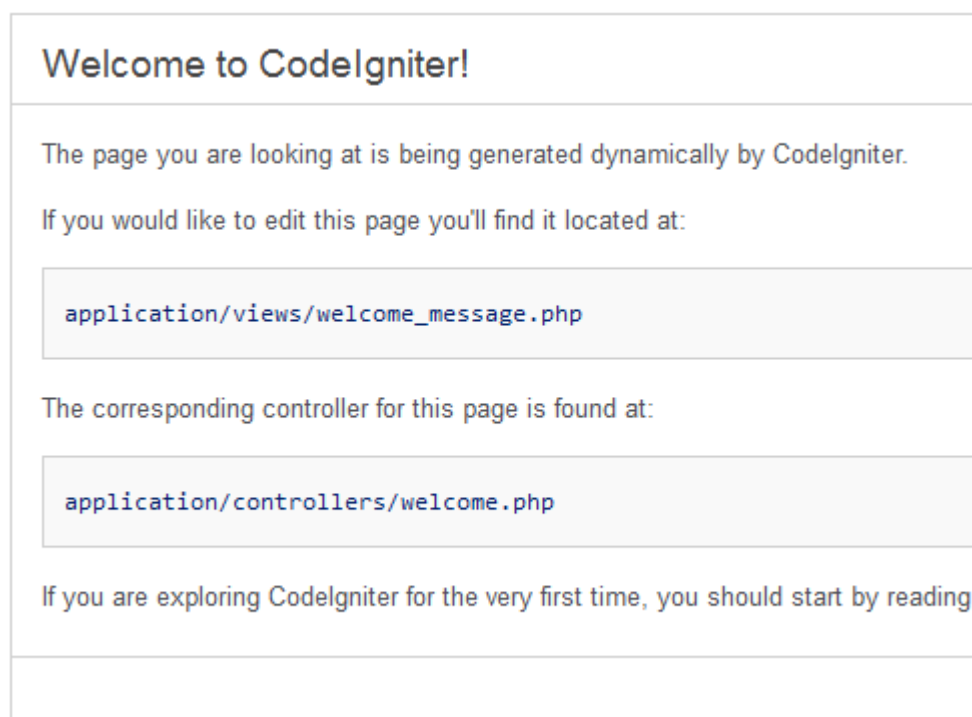 Welcome to CodeIgniter!
The page you are looking at is being generated dynamically by CodeIgniter.
If you would like to edit this page you'll find it located at:
application/views/welcome_message.php
The corresponding controller for this page is found at:
application/controllers/welcome.php
If you are exploring CodeIgniter for the very first time, you should start by reading